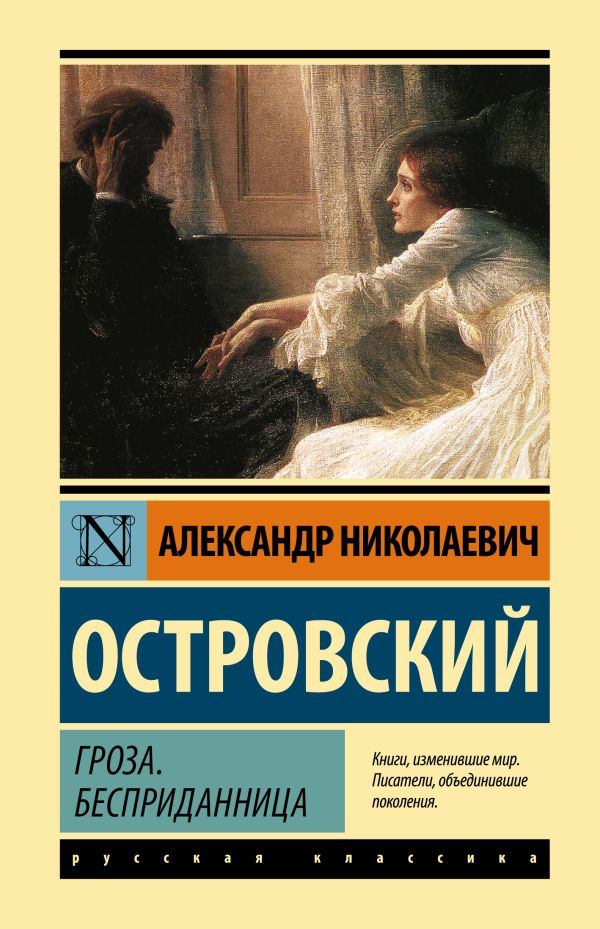 N
АЛЕКСАНДР НИКОЛАЕВИЧ
ОСТРОВСКИЙ
ГРОЗА.
БЕСПРИДАННИЦА
Книги, изменившие мир.
Писатели, объединившие
поколения.
русская классика